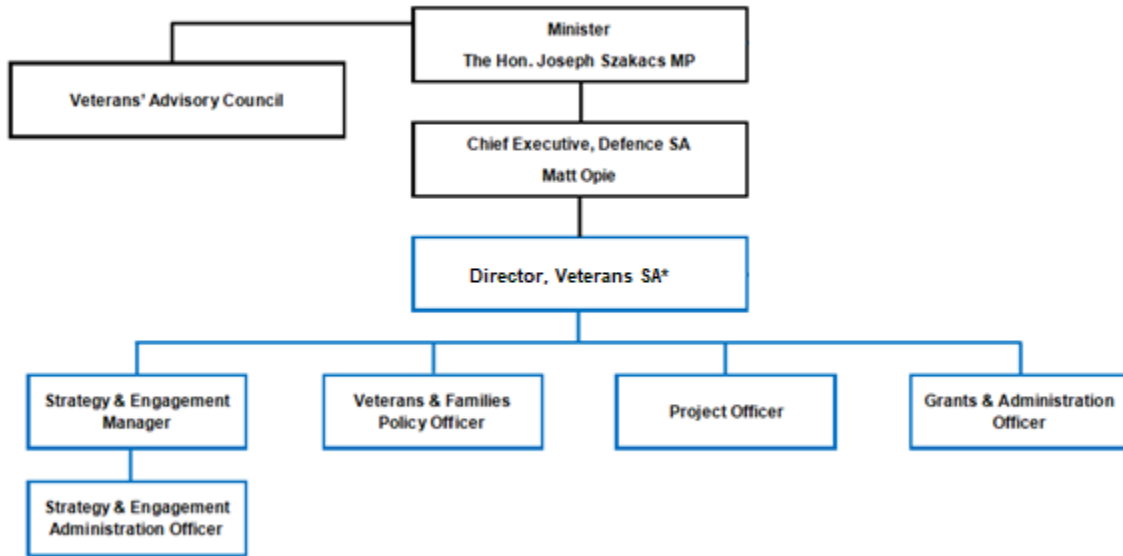 Minister
The Hon. Joseph Szakacs MP
Veterans' Advisory Council
Chief Executive, Defence SA
Matt Opie
Director, Veterans SA*
Strategy & Engagement
Manager
Veterans & Families
Policy Officer
Project Officer
Grants & Administration
Officer
Strategy & Engagement
Administration Officer